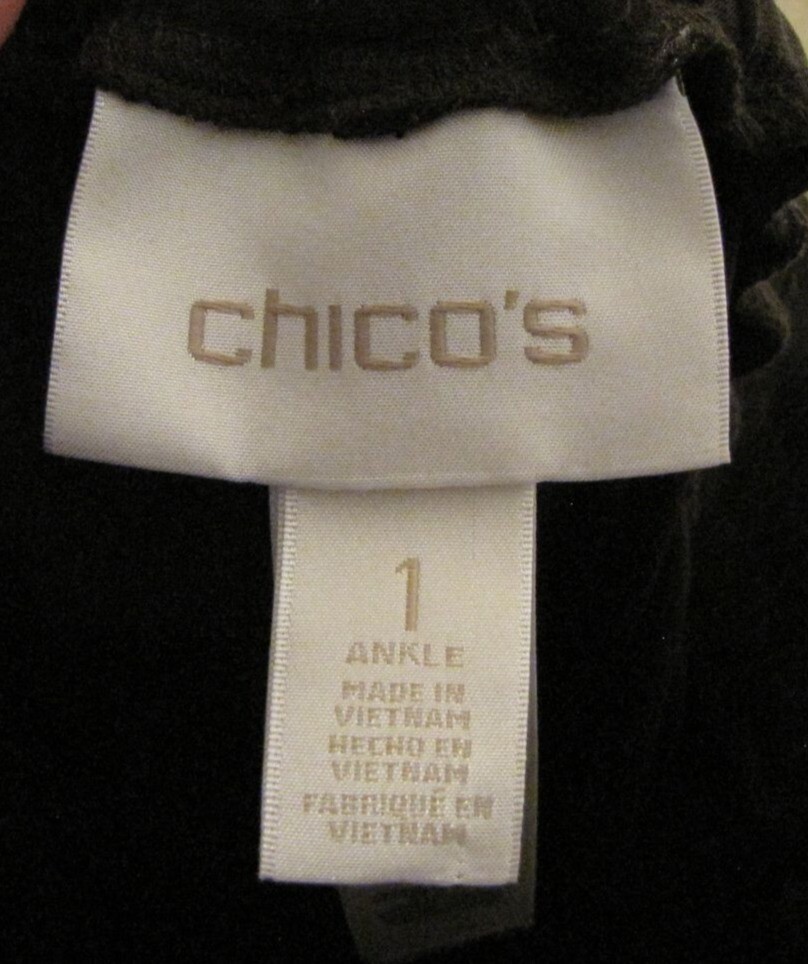 chico's
1
ANKLE
MADE IN
VIETNAM
HECHO EN
VIETNAM
FABRIQUÉ EN
VIETNAM